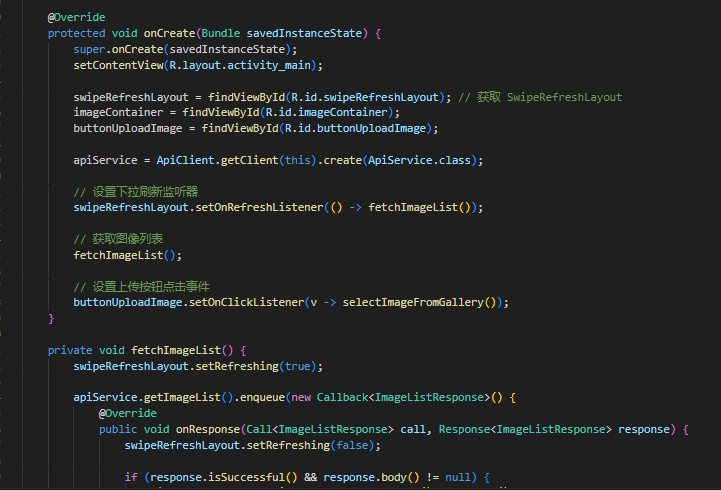 @Override
protected void onCreate(Bundle savedInstanceState) {
super.onCreate(savedInstanceState);
setContentView(R.layout.activity_main);
swipeRefreshLayout = findViewById(R.id.swipeRefreshLayout); // 获取 SwipeRefreshLayout
imageContainer = findViewById(R.id.imageContainer);
buttonUploadImage = findViewById(R.id.buttonUploadImage);
apiService = ApiClient.getClient(this).create(ApiService.class);
// 设置下拉刷新监听器
swipeRefreshLayout.setOnRefreshListener(() -> fetchImageList());
// 获取图像列表
fetchImageList();
// 设置上传按钮点击事件
buttonUploadImage.setOnClickListener(v -> selectImageFromGallery());
}
private void fetchImageList() {
swipeRefreshLayout.setRefreshing(true);
apiService.getImageList().enqueue(new Callback<ImageListResponse>() {
@Override
public void onResponse(Call<ImageListResponse> call, Response<ImageListResponse> response) {
swipeRefreshLayout.setRefreshing(false);
if (response.isSuccessful() && response.body() != null) {